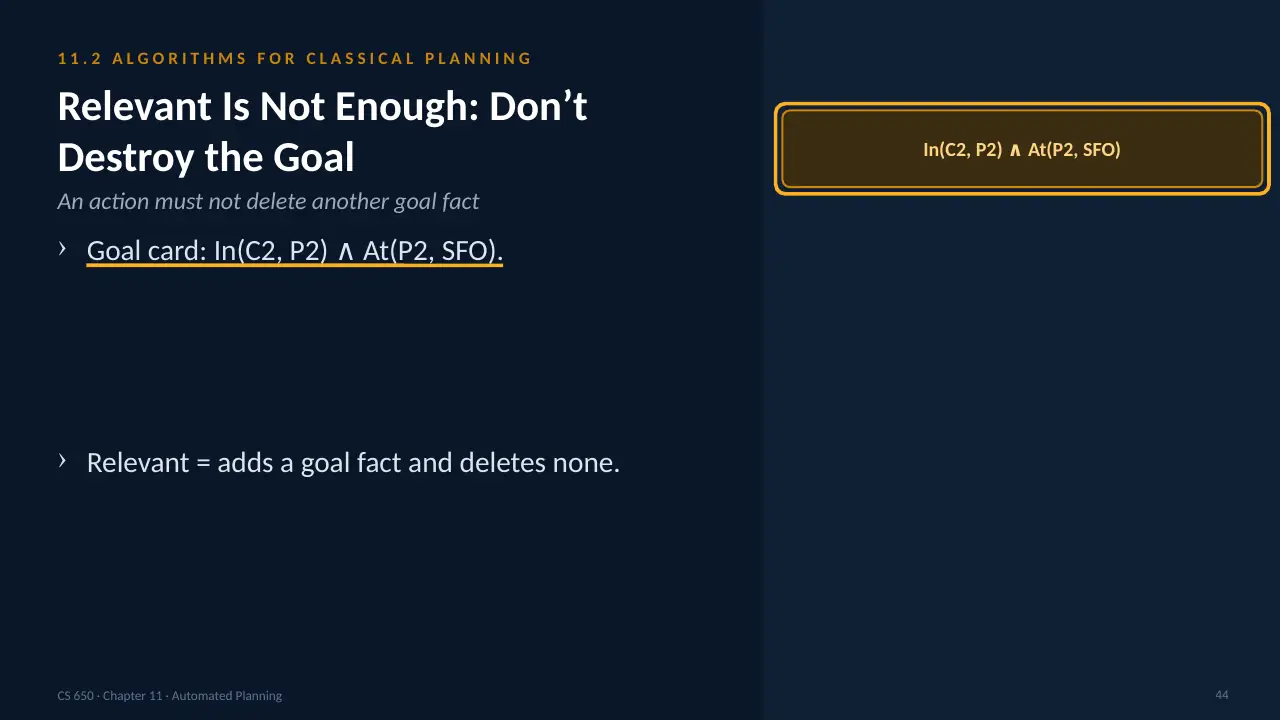 11.2 ALGORITHMS FOR CLASSICAL PLANNING
Relevant Is Not Enough: Don’t
Destroy the Goal
An action must not delete another goal fact
› Goal card: In(C2, P2) ∧ At(P2, SFO).
› Relevant = adds a goal fact and deletes none.
In(C2, P2) ∧ At(P2, SFO)
CS 650 · Chapter 11 · Automated Planning
44